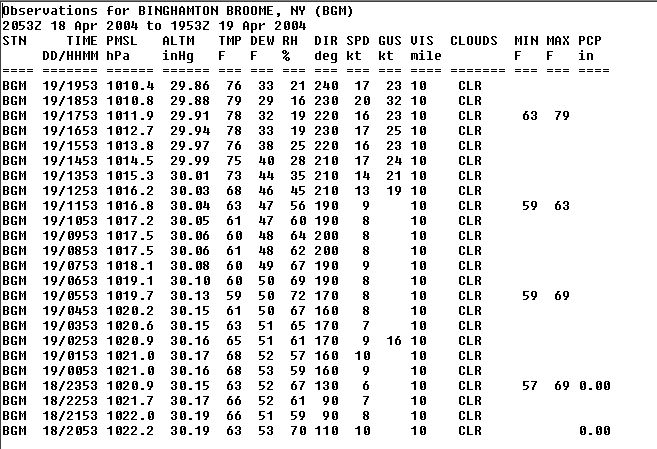 Observations for BINGHAMTON BROOME, NY (BGM)
2053Z 18 Apr 2004 to 1953Z 19 Apr 2004
STN TIME PMSL ALTM TMP DEW RH DIR SPD GUS VIS CLOUDS MIN MAX PCP
DD/HHMM hPa inHg F F % deg kt kt mile F F in
==== ======= ====== ===== === === === === === === ===== ======= === === ====
BGM 19/1953 1010.4 29.86 76 33 21 240 17 23 10 CLR
BGM 19/1853 1010.8 29.88 79 29 16 230 20 32 10 CLR
BGM 19/1753 1011.9 29.91 78 32 19 220 16 23 10 CLR 63 79
BGM 19/1653 1012.7 29.94 78 33 19 230 17 25 10 CLR
BGM 19/1553 1013.8 29.97 76 38 25 220 16 23 10 CLR
BGM 19/1453 1014.5 29.99 75 40 28 210 17 24 10 CLR
BGM 19/1353 1015.3 30.01 73 44 35 210 14 21 10 CLR
BGM 19/1253 1016.2 30.03 68 46 45 210 13 19 10 CLR
BGM 19/1153 1016.8 30.04 63 47 56 190 9 10 CLR 59 63
BGM 19/1053 1017.2 30.05 61 47 60 190 8 10 CLR
BGM 19/0953 1017.5 30.06 60 48 64 200 8 10 CLR
BGM 19/0853 1017.5 30.06 61 48 62 200 8 10 CLR
BGM 19/0753 1018.1 30.08 60 49 67 190 9 10 CLR
BGM 19/0653 1019.1 30.10 60 50 69 190 8 10 CLR
BGM 19/0553 1019.7 30.13 59 50 72 170 8 10 CLR 59 69
BGM 19/0453 1020.2 30.15 61 50 67 160 8 10 CLR
BGM 19/0353 1020.6 30.15 63 51 65 170 7 10 CLR
BGM 19/0253 1020.9 30.16 65 51 61 170 9 16 10 CLR
BGM 19/0153 1021.0 30.17 68 52 57 160 10 10 CLR
BGM 19/0053 1021.0 30.16 68 53 59 160 9 10 CLR
BGM 18/2353 1020.9 30.15 63 52 67 130 6 10 CLR 57 69 0.00
BGM 18/2253 1021.7 30.17 66 52 61 90 7 10 CLR
BGM 18/2153 1022.0 30.19 66 51 59 90 8 10 CLR
BGM 18/2053 1022.2 30.19 63 53 70 110 10 10 CLR 0.00